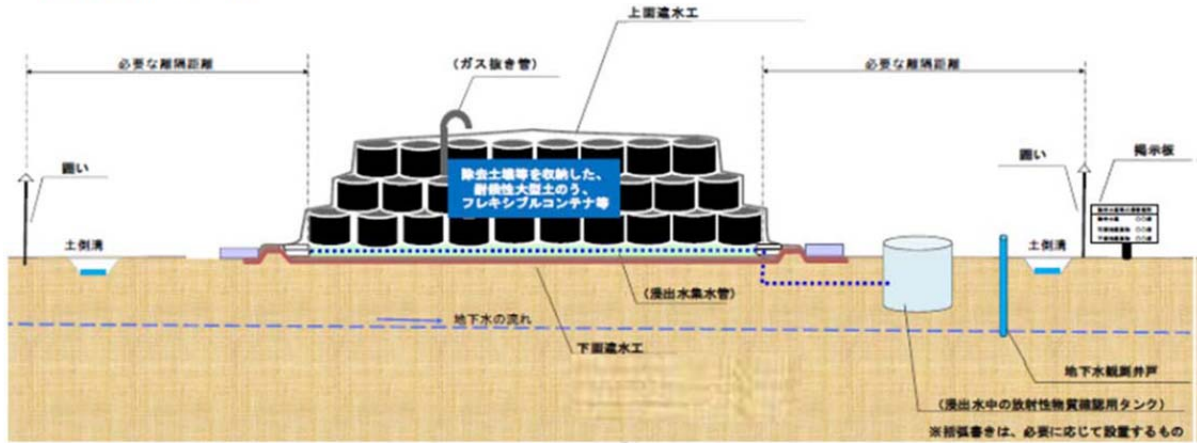 上面遮水工
必要な離隔距離
(ガス抜き管)
必要な離隔距離
囲い
除去土壌等を収納した、
耐候性大型土のう、
フレキシブルコンテナ等
囲い
掲示板
土側溝
土側溝
(浸出水集水管)
地下水の流れ
下面遮水工
地下水観測井戸
(浸出水中の放射性物質確認用タンク)
※括弧書きは、必要に応じて設置するもの